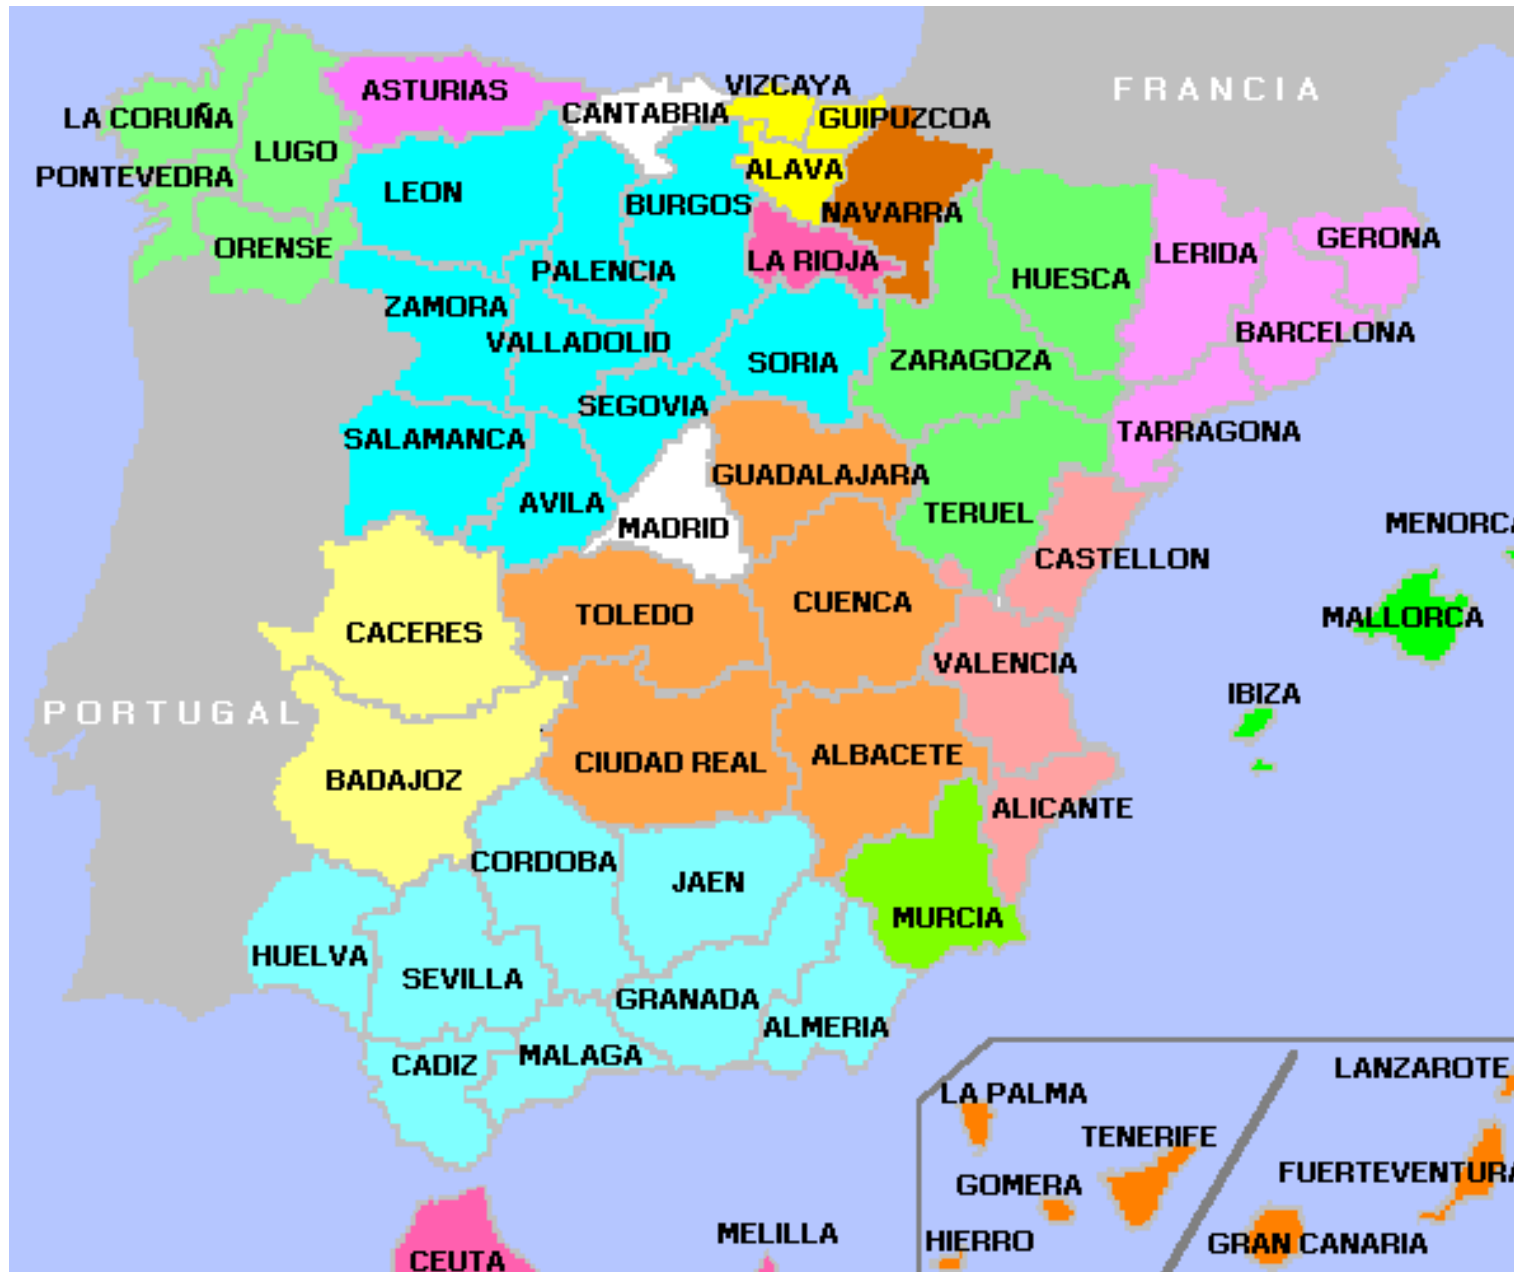 VIZCAYA
FRANCIA
ASTURIAS
CANTABRIA
LA CORUÑA
GUIPUZCOA
LUGO
ALAVA
PONTEVEDRA
LEON
BURGOS
NAVARRA
ORENSE
GERONA
LERIDA
LA RIOJA
PALENCIA
HUESCA
ZAMORA
BARCELONA
VALLADOLID
ZARAGOZA
SORIA
SEGOVIA
TARRAGONA
SALAMANCA
GUADALAJARA
AVILA
TERUEL
MENORCA
MADRID
CASTELLON
CUENCA
TOLEDO
MALLORCA
CACERES
VALENCIA
IBIZA
PORTUGAL
ALBACETE
CIUDAD REAL
BADAJOZ
ALICANTE
CORDOBA
JAEN
MURCIA
HUELVA
SEVILLA
GRANADA
ALMERIA
MALAGA
CADIZ
LANZAROTE
LA PALMA
TENERIFE
FUERTEVENTURA
GOMERA
MELILLA
HIERRO
GRAN CANARIA
CEUTA